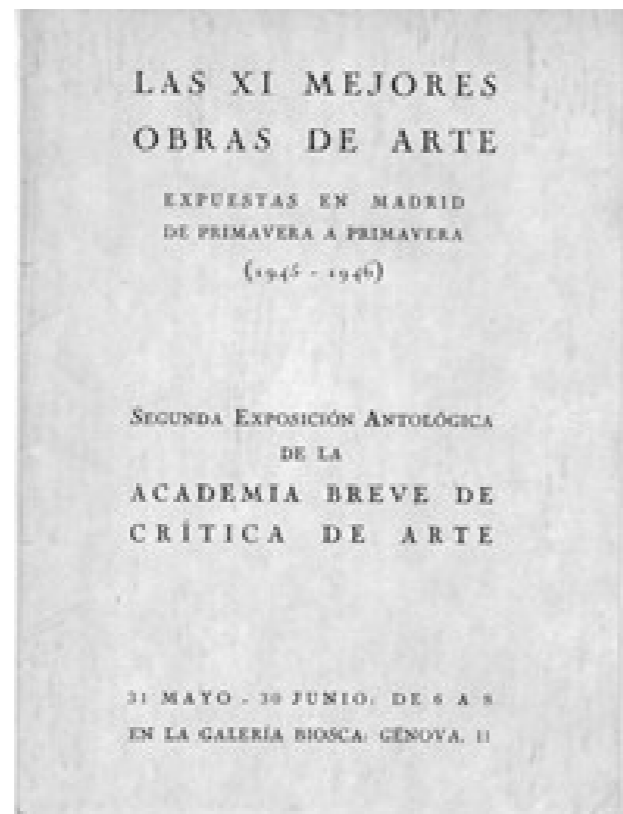 LAS XI MEJORES
OBRAS DE ARTE
EXPUESTAS EN MADRID
DE PRIMAVERA A PRIMAVERA
(1945 - 1946)
SEGUNDA EXPOSICIÓN ANTOLÓGICA
DE LA
ACADEMIA BREVE DE
CRÍTICA DE ARTE
31 MAYO - 30 JUNIO: DE 6 A 8
EN LA GALERÍA BIOSCA: GÉNOVA, 11